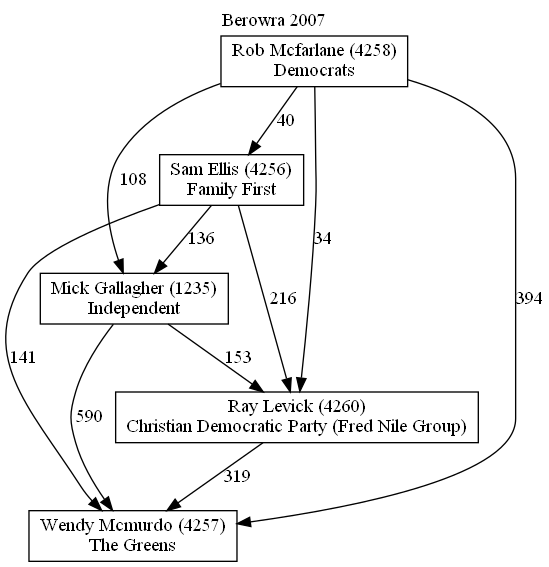 Berowra 2007
Rob Mcfarlane (4258)
Democrats
40
Sam Ellis (4256)
Family First
108
136
34
216
394
Mick Gallagher (1235)
Independent
141
590
153
Ray Levick (4260)
Christian Democratic Party (Fred Nile Group)
319
Wendy Mcmurdo (4257)
The Greens